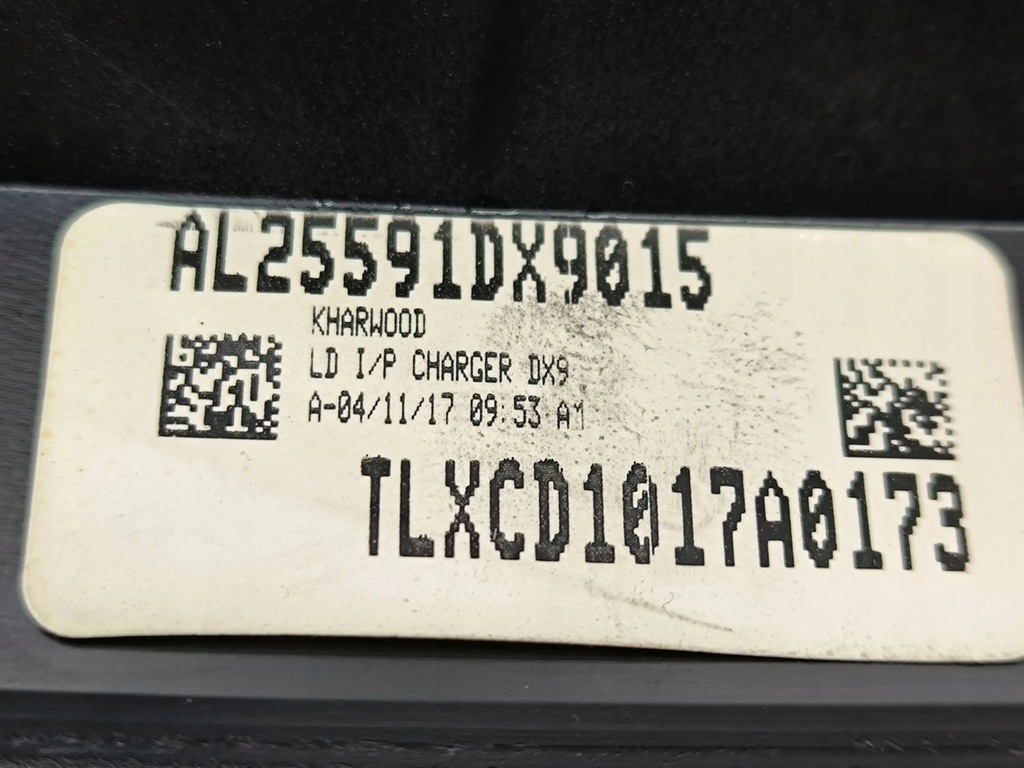 AL25591DX9015
KHARWOOD
LD I/P CHARGER DX9
A-04/11/17 09:53 AM
TLXCD1017A0173